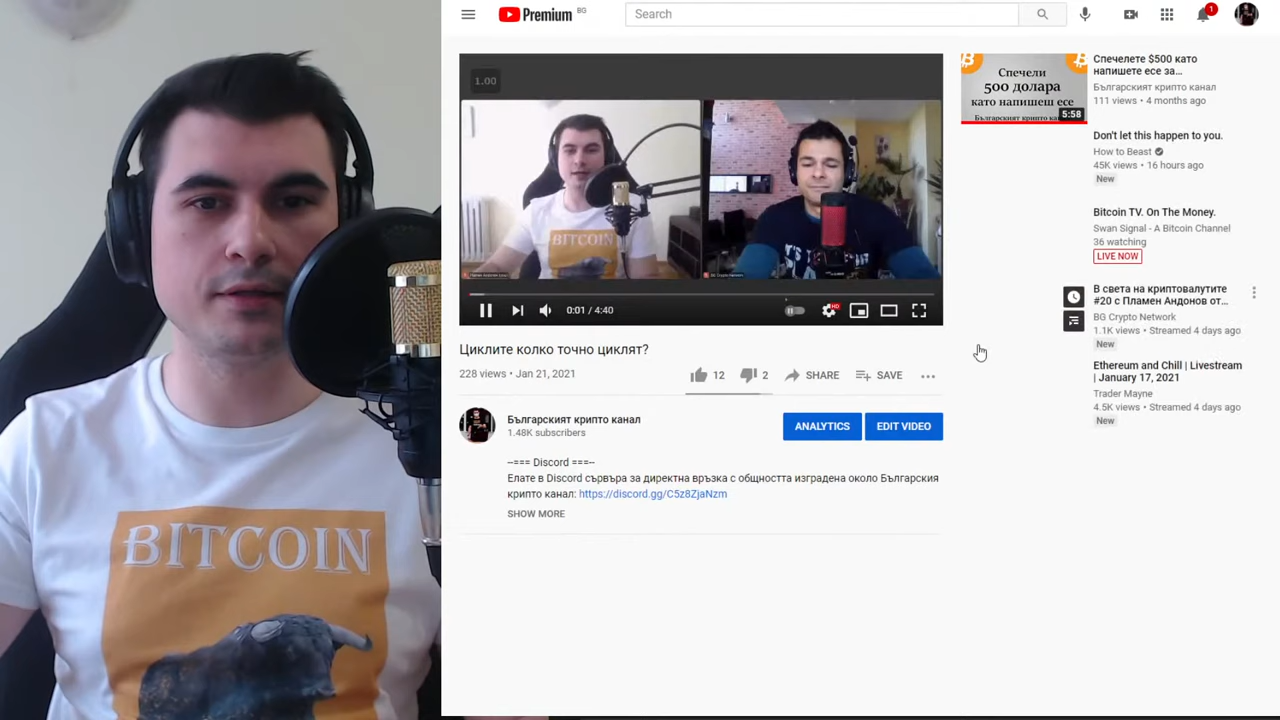 Premium BG
Search
1
1.00
BITCOIN
0:01 / 4:40
HD
Циклите колко точно циклят?
228 views • Jan 21, 2021
12
2
SHARE
SAVE
Българският крипто канал
1.48K subscribers
ANALYTICS
EDIT VIDEO
--=== Discord ===--
Елате в Discord сървъра за директна връзка с общността изградена около Българския
крипто канал: https://discord.gg/C5z8ZjaNzm
SHOW MORE
Спечели
500 долара
като напишеш есе
Българският крипто
5:58
Спечелете $500 като
напишете есе за...
Българският крипто канал
111 views • 4 months ago
Don't let this happen to you.
How to Beast
45K views • 16 hours ago
New
Bitcoin TV. On The Money.
Swan Signal - A Bitcoin Channel
36 watching
LIVE NOW
В света на криптовалутите
#20 с Пламен Андонов от...
BG Crypto Network
1.1K views • Streamed 4 days ago
New
Ethereum and Chill | Livestream
| January 17, 2021
Trader Mayne
4.5K views • Streamed 4 days ago
New
BITCOIN